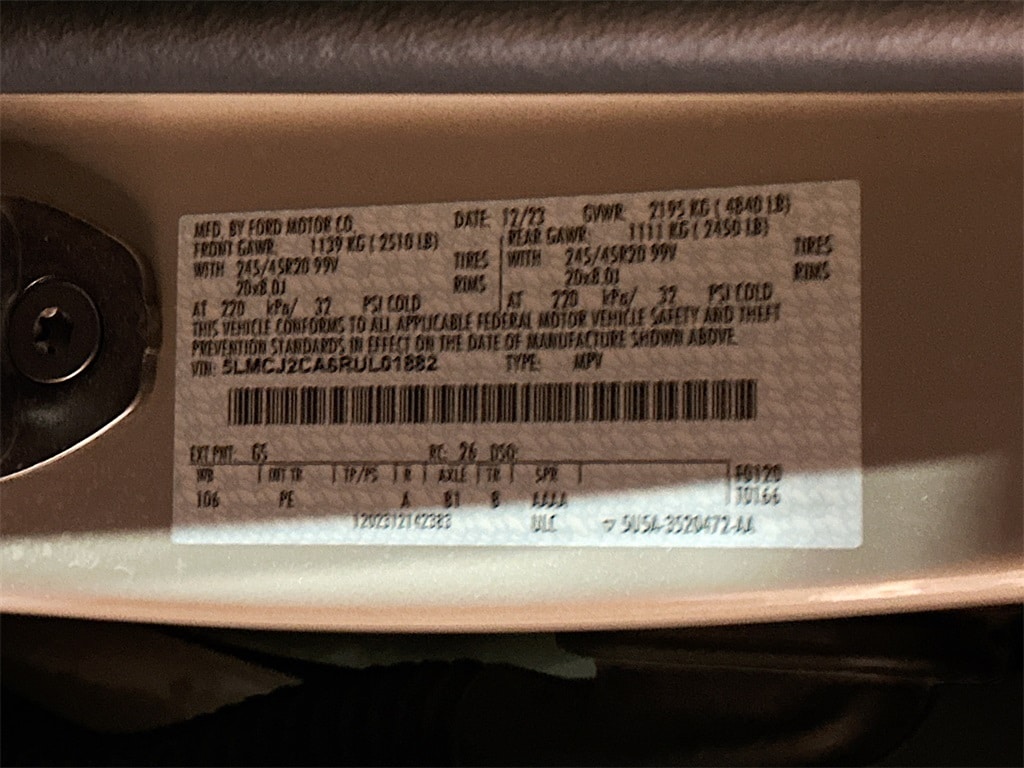 MFD. BY FORD MOTOR CO. DATE: 12/23 GVWR: 2195 KG ( 4840 LB)
FRONT GAWR: 1139 KG ( 2510 LB) REAR GAWR: 1111 KG ( 2450 LB)
WITH 245/45R20 99V TIRES WITH 245/45R20 99V TIRES
20x8.0J RIMS 20x8.0J RIMS
AT 220 kPa/ 32 PSI COLD AT 220 kPa/ 32 PSI COLD
THIS VEHICLE CONFORMS TO ALL APPLICABLE FEDERAL MOTOR VEHICLE SAFETY AND THEFT
PREVENTION STANDARDS IN EFFECT ON THE DATE OF MANUFACTURE SHOWN ABOVE.
VIN: 5LMCJ2CA6RUL01882 TYPE: MPV
EXT PNT: G5 RC: 26 DSO:
WB INT TR TP/PS R AXLE TR SPR F0120
106 PE A B1 B AAAA T0166
1202312142383 ULC ▽ 5U5A-3520472-AA